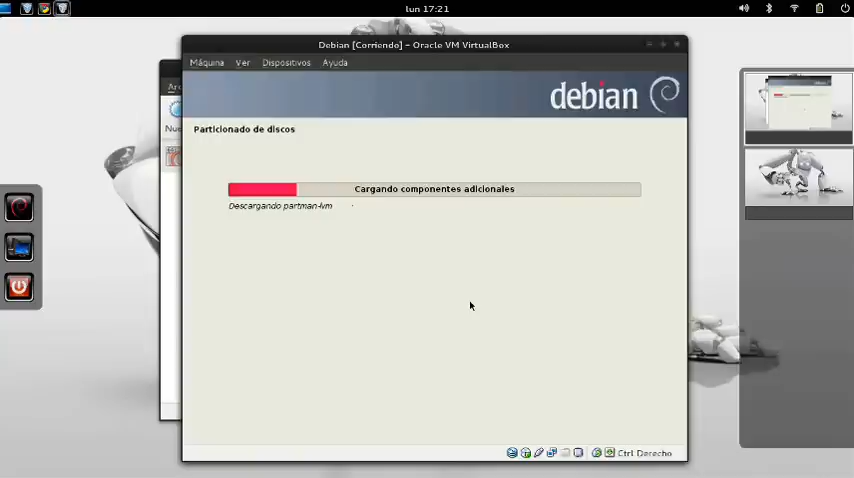 lun 17:21
Debian [Corriendo] - Oracle VM VirtualBox
Máquina Ver Dispositivos Ayuda
debian
Particionado de discos
Cargando componentes adicionales
Descargando partman-lvm
Ctrl Derecho